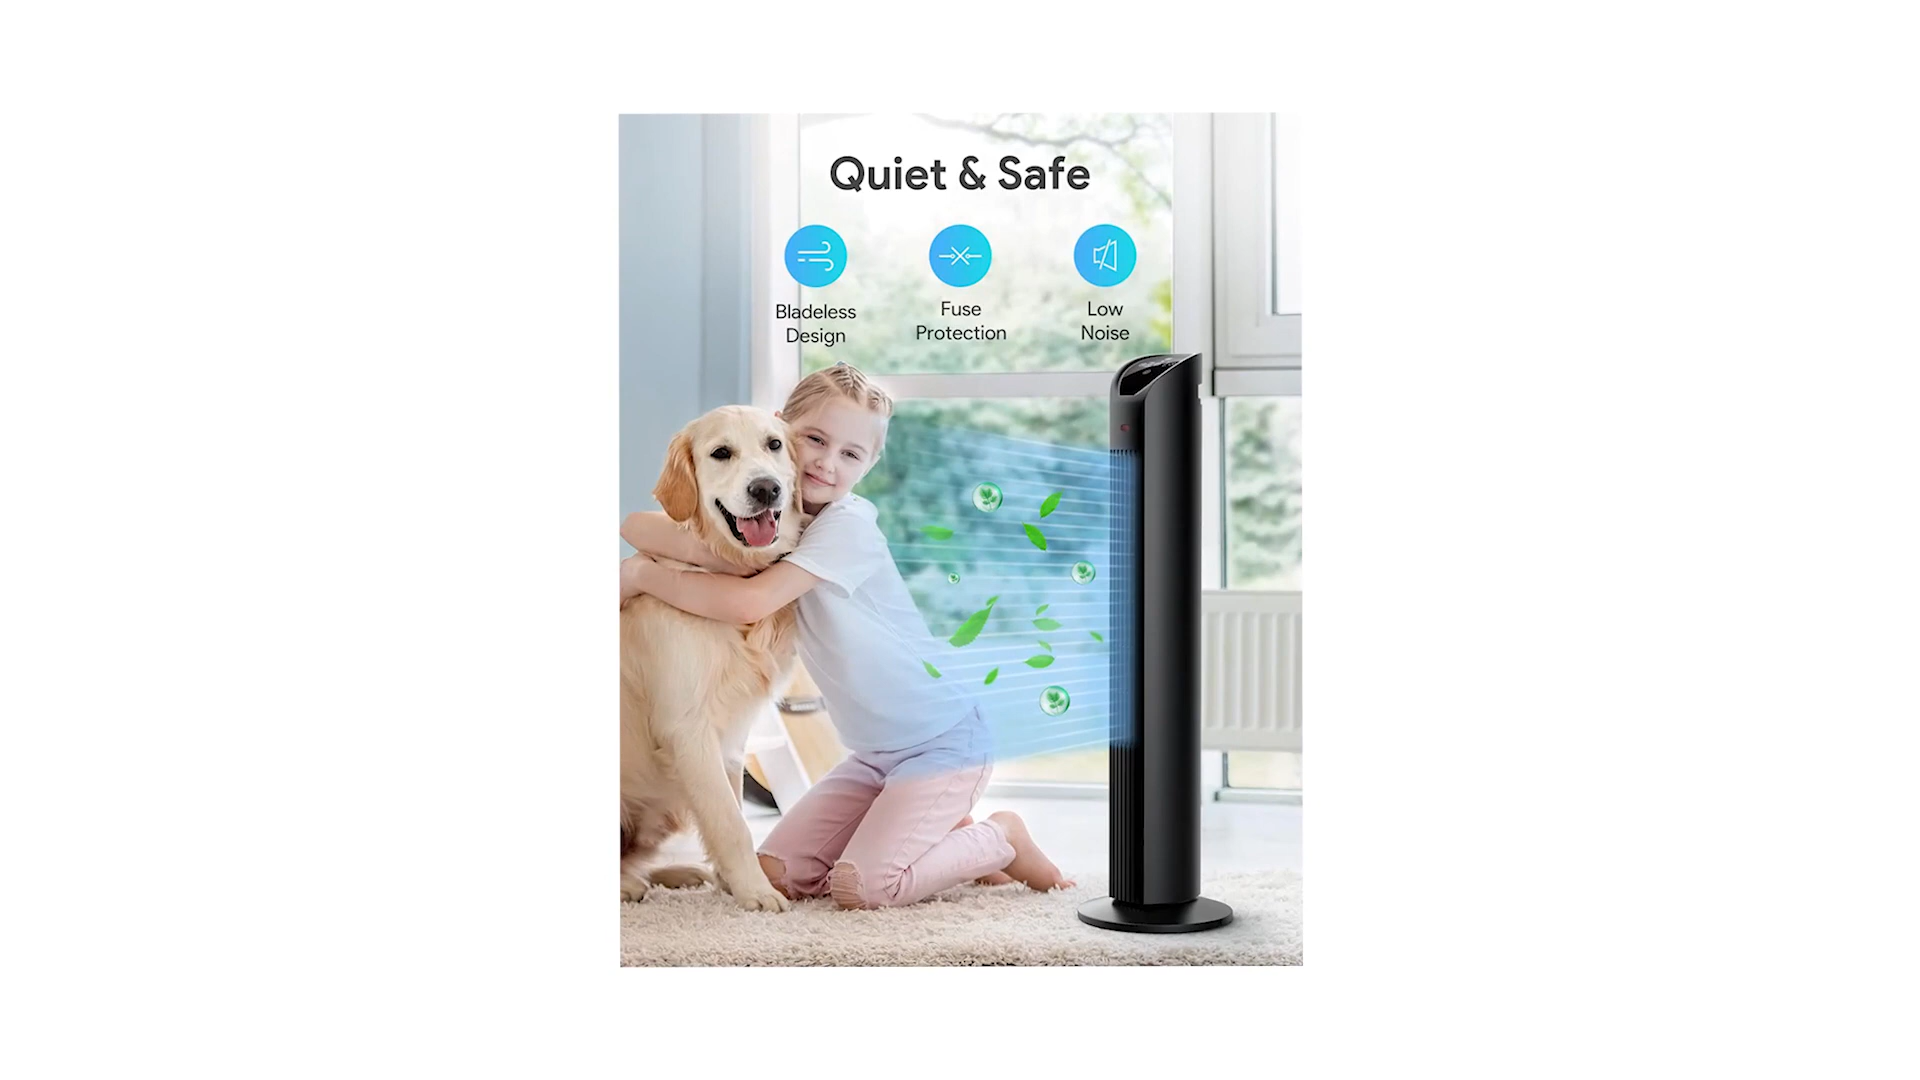 Quiet & Safe
Bladeless
Design
Fuse
Protection
Low
Noise